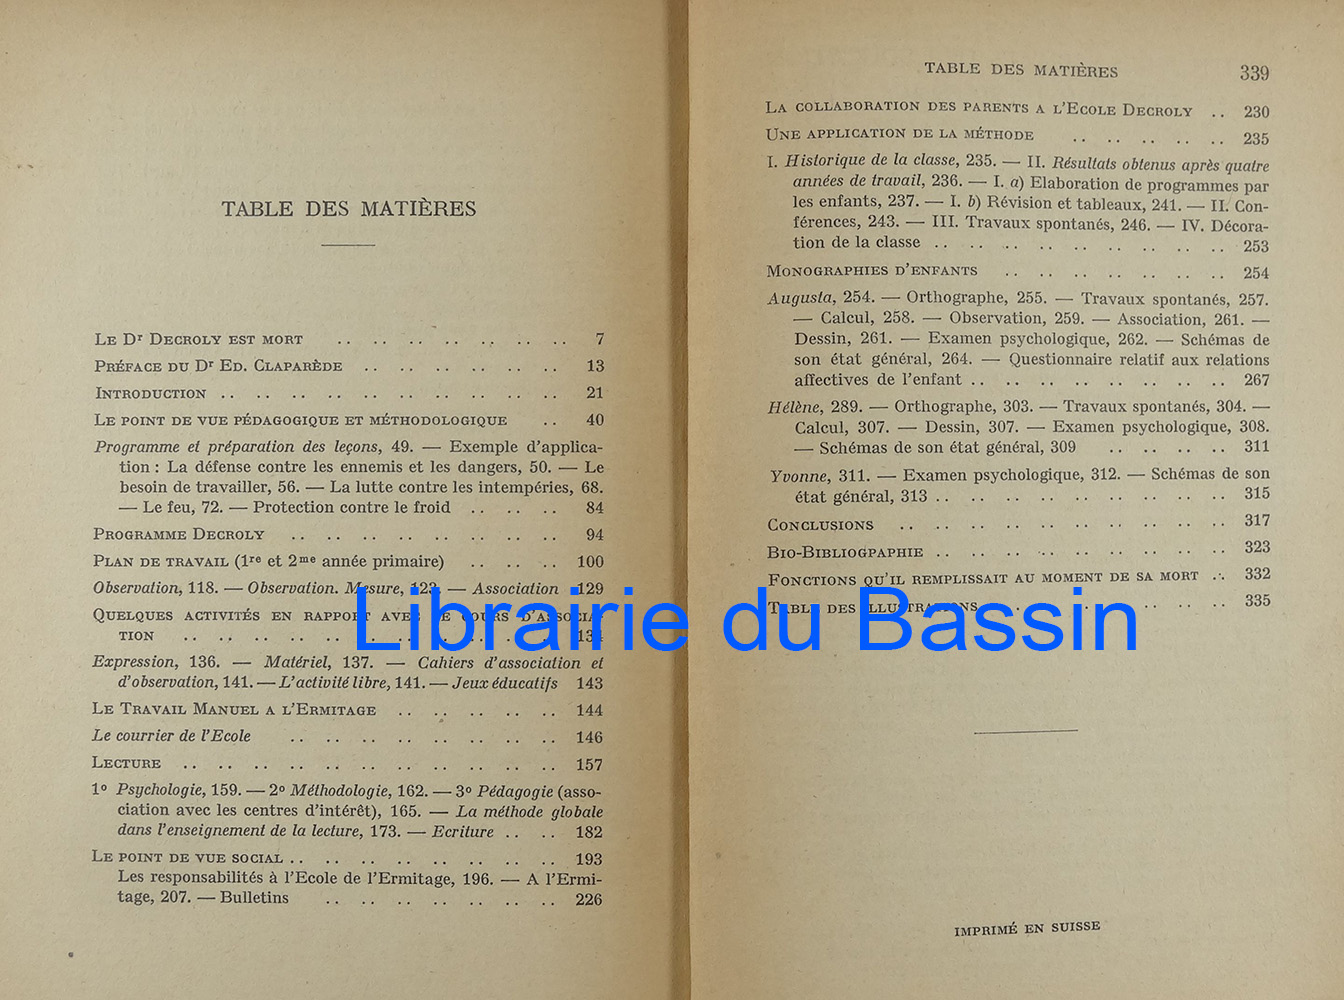 TABLE DES MATIÈRES
LE Dr DECROLY EST MORT .. .. .. .. .. .. .. 7
PRÉFACE DU Dr ED. CLAPARÈDE .. .. .. .. .. .. 13
INTRODUCTION .. .. .. .. .. .. .. .. .. .. 21
LE POINT DE VUE PÉDAGOGIQUE ET MÉTHODOLOGIQUE .. 40
Programme et préparation des leçons, 49. — Exemple d'applica-
tion : La défense contre les ennemis et les dangers, 50. — Le
besoin de travailler, 56. — La lutte contre les intempéries, 68.
— Le feu, 72. — Protection contre le froid .. .. .. 84
PROGRAMME DECROLY .. .. .. .. .. .. .. .. 94
PLAN DE TRAVAIL (1re et 2me année primaire) .. .. .. 100
Observation, 118. — Observation. Mesure, 123. — Association 129
QUELQUES ACTIVITÉS EN RAPPORT AVEC LE COURS D'ASSOCIA-
TION .. .. .. .. .. .. .. .. .. .. .. 134
Expression, 136. — Matériel, 137. — Cahiers d'association et
d'observation, 141. — L'activité libre, 141. — Jeux éducatifs 143
LE TRAVAIL MANUEL A L'ERMITAGE .. .. .. .. .. 144
Le courrier de l'Ecole .. .. .. .. .. .. .. .. 146
LECTURE .. .. .. .. .. .. .. .. .. .. .. 157
1º Psychologie, 159. — 2º Méthodologie, 162. — 3º Pédagogie (asso-
ciation avec les centres d'intérêt), 165. — La méthode globale
dans l'enseignement de la lecture, 173. — Ecriture .. .. 182
LE POINT DE VUE SOCIAL .. .. .. .. .. .. .. .. 193
Les responsabilités à l'Ecole de l'Ermitage, 196. — A l'Ermi-
tage, 207. — Bulletins .. .. .. .. .. .. .. 226
TABLE DES MATIÈRES 339
LA COLLABORATION DES PARENTS A L'ECOLE DECROLY .. 230
UNE APPLICATION DE LA MÉTHODE .. .. .. .. .. 235
I. Historique de la classe, 235. — II. Résultats obtenus après quatre
années de travail, 236. — I. a) Elaboration de programmes par
les enfants, 237. — I. b) Révision et tableaux, 241. — II. Con-
férences, 243. — III. Travaux spontanés, 246. — IV. Décora-
tion de la classe .. .. .. .. .. .. .. .. .. 253
MONOGRAPHIES D'ENFANTS .. .. .. .. .. .. .. 254
Augusta, 254. — Orthographe, 255. — Travaux spontanés, 257.
— Calcul, 258. — Observation, 259. — Association, 261. —
Dessin, 261. — Examen psychologique, 262. — Schémas de
son état général, 264. — Questionnaire relatif aux relations
affectives de l'enfant .. .. .. .. .. .. .. .. 267
Hélène, 289. — Orthographe, 303. — Travaux spontanés, 304. —
Calcul, 307. — Dessin, 307. — Examen psychologique, 308.
— Schémas de son état général, 309 .. .. .. .. 311
Yvonne, 311. — Examen psychologique, 312. — Schémas de son
état général, 313 .. .. .. .. .. .. .. .. .. 315
CONCLUSIONS .. .. .. .. .. .. .. .. .. .. 317
BIO-BIBLIOGPAPHIE .. .. .. .. .. .. .. .. .. 323
FONCTIONS QU'IL REMPLISSAIT AU MOMENT DE SA MORT .. 332
TABLE DES ILLUSTRATIONS .. .. .. .. .. .. .. 335
IMPRIMÉ EN SUISSE
Librairie du Bassin